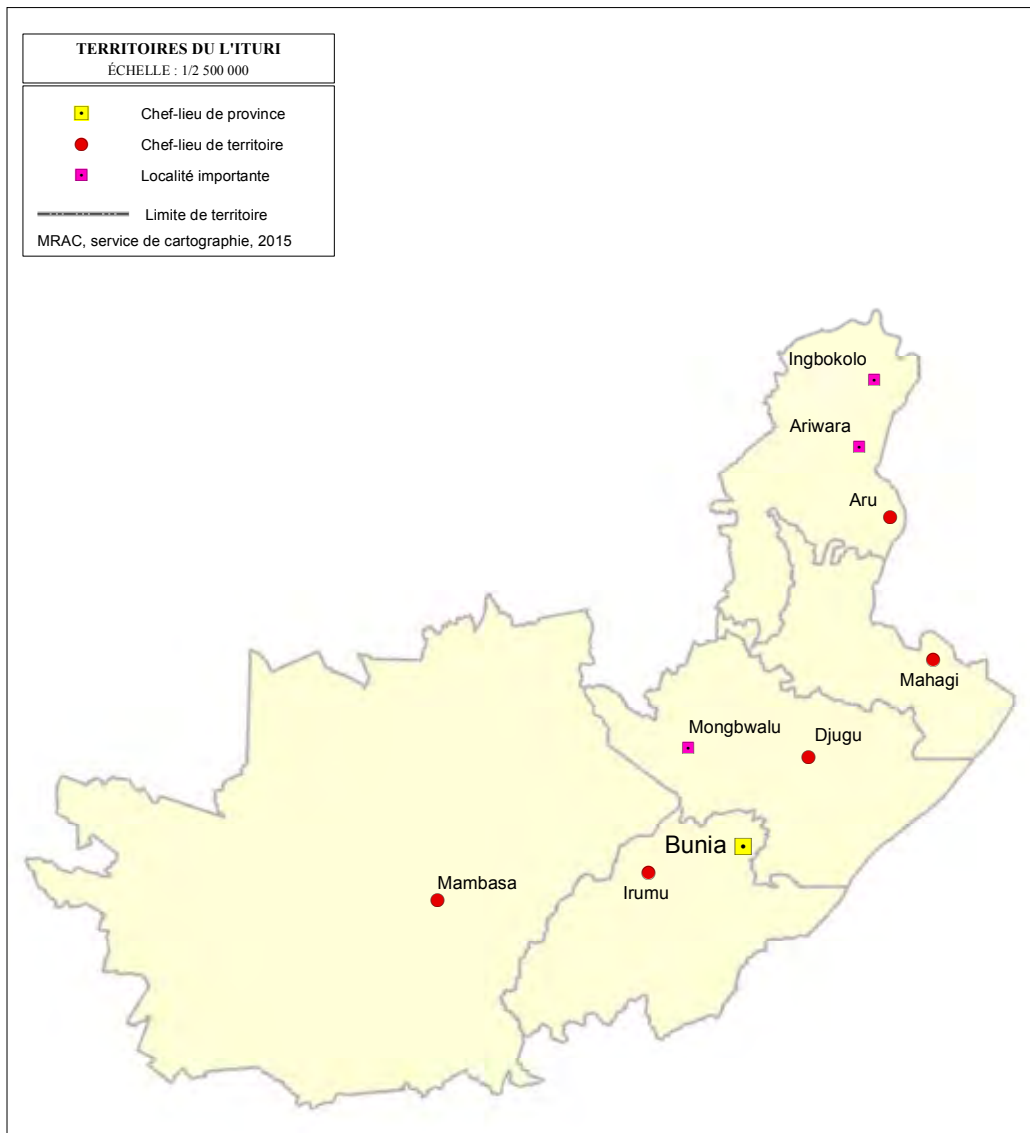 TERRITOIRES DU L'ITURI
ÉCHELLE : 1/2 500 000
Chef-lieu de province
Chef-lieu de territoire
Localité importante
Limite de territoire
MRAC, service de cartographie, 2015
Ingbokolo
Ariwara
Aru
Mahagi
Mongbwalu
Djugu
Bunia
Irumu
Mambasa